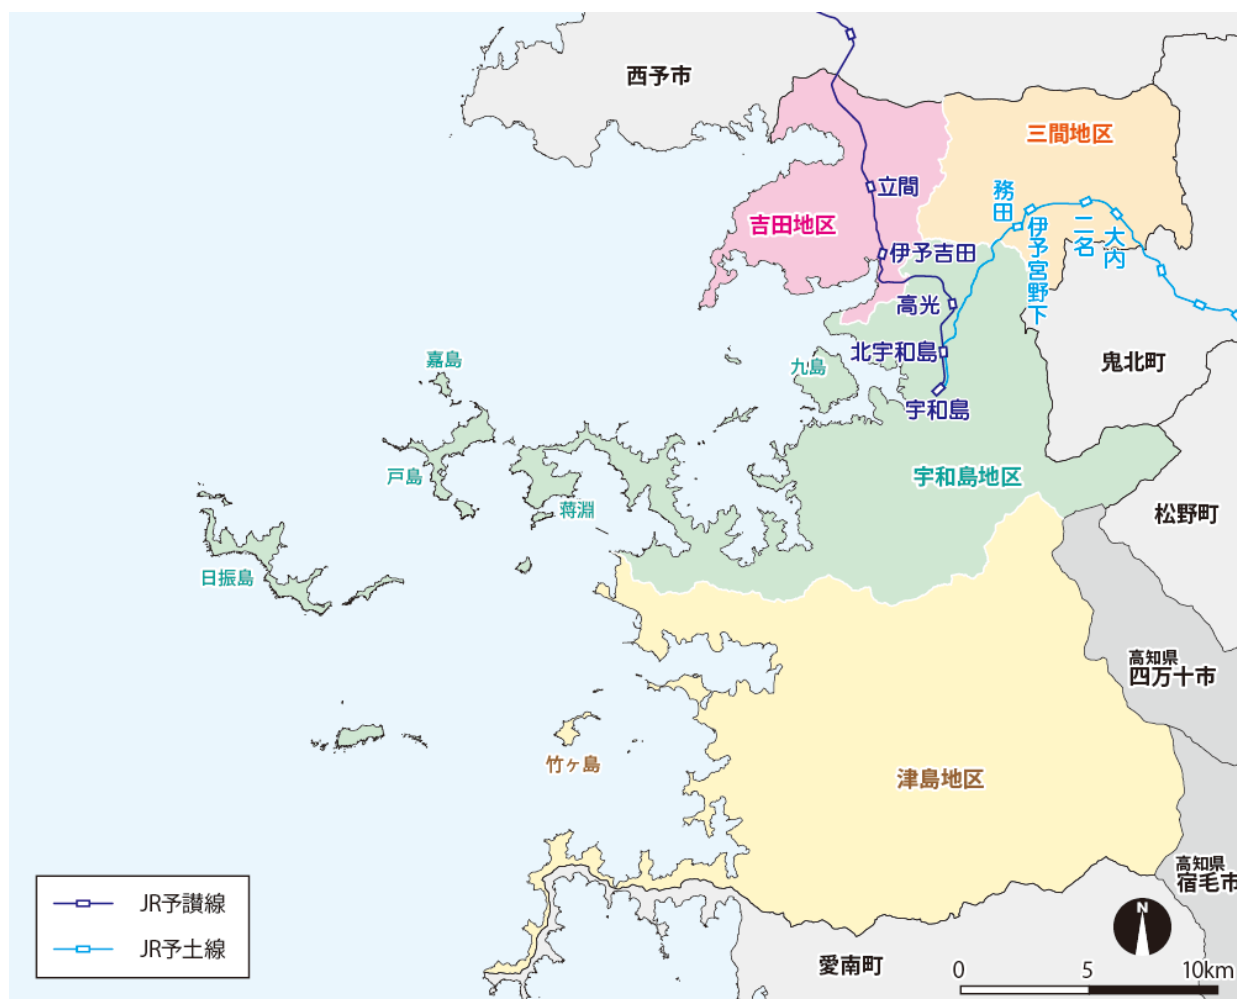 西予市
三間地区
立間
務田
吉田地区
伊予吉田
伊予宮野下
二名
大内
高光
北宇和島
嘉島
九島
鬼北町
宇和島
戸島
宇和島地区
蒋淵
松野町
日振島
高知県
四万十市
竹ヶ島
津島地区
高知県
宿毛市
JR予讃線
JR予土線
N
愛南町
0 5 10km